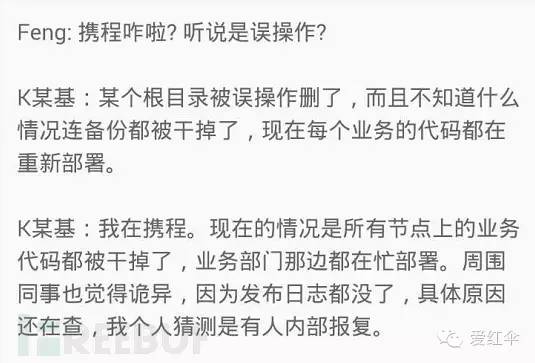 Feng: 携程咋啦? 听说是误操作?
K某基：某个根目录被误操作删了，而且不知道什么
情况连备份都被干掉了，现在每个业务的代码都在
重新部署。
K某基：我在携程。现在的情况是所有节点上的业务
代码都被干掉了，业务部门那边都在忙部署。周围
同事也觉得诡异，因为发布日志都没了，具体原因
还在查，我个人猜测是有人内部报复。
REEBUF
爱红伞